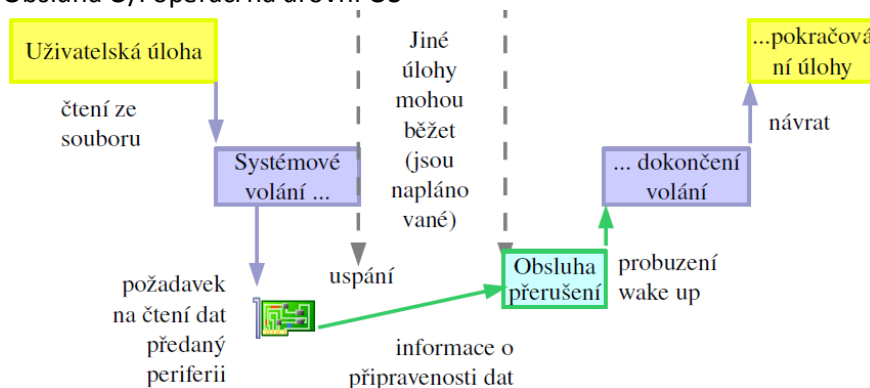 Obsluha
na úrovni OS
Uživatelská úloha
čtení ze
souboru
Systémové
volání ...
Jiné
úlohy
mohou
běžet
(jsou
napláno
vané)
uspání
požadavek
na čtení dat
předaný
periferii
informace o
připravenosti dat
Obsluha
přerušení
probuzení
wake up
... dokončení
volání
návrat
...pokračová
ní úlohy